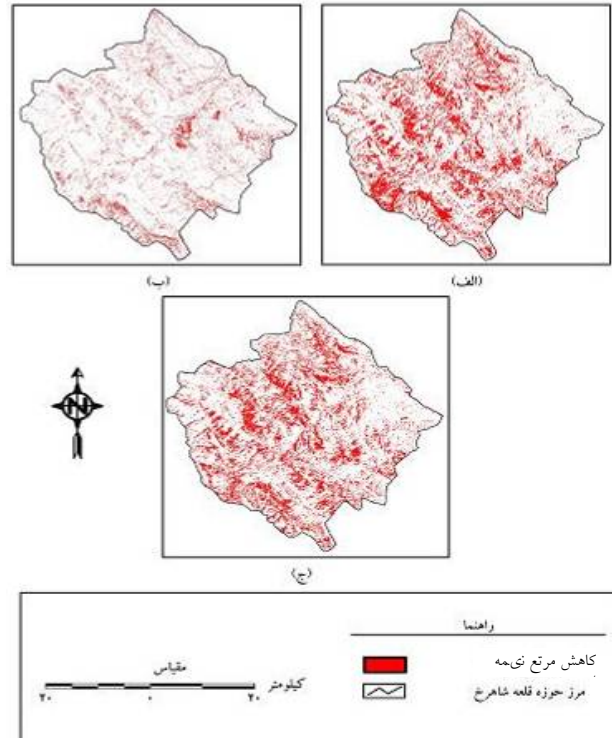 (الف)
(ب)
(ج)
N
راهنما
کاهش مرتع نیمه
مرز حوزه قلعه شاهرخ
مقیاس
۲۰ ۰ ۲۰ کیلومتر